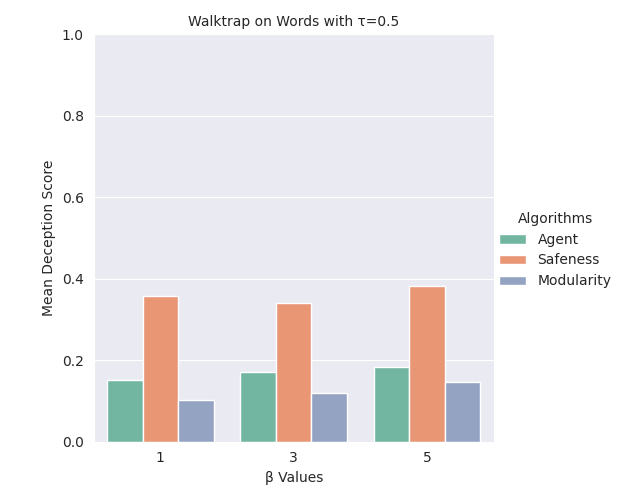 Walktrap on Words with τ=0.5
1.0
0.8
0.6
0.4
0.2
0.0
Mean Deception Score
1
3
5
β Values
Algorithms
Agent
Safeness
Modularity